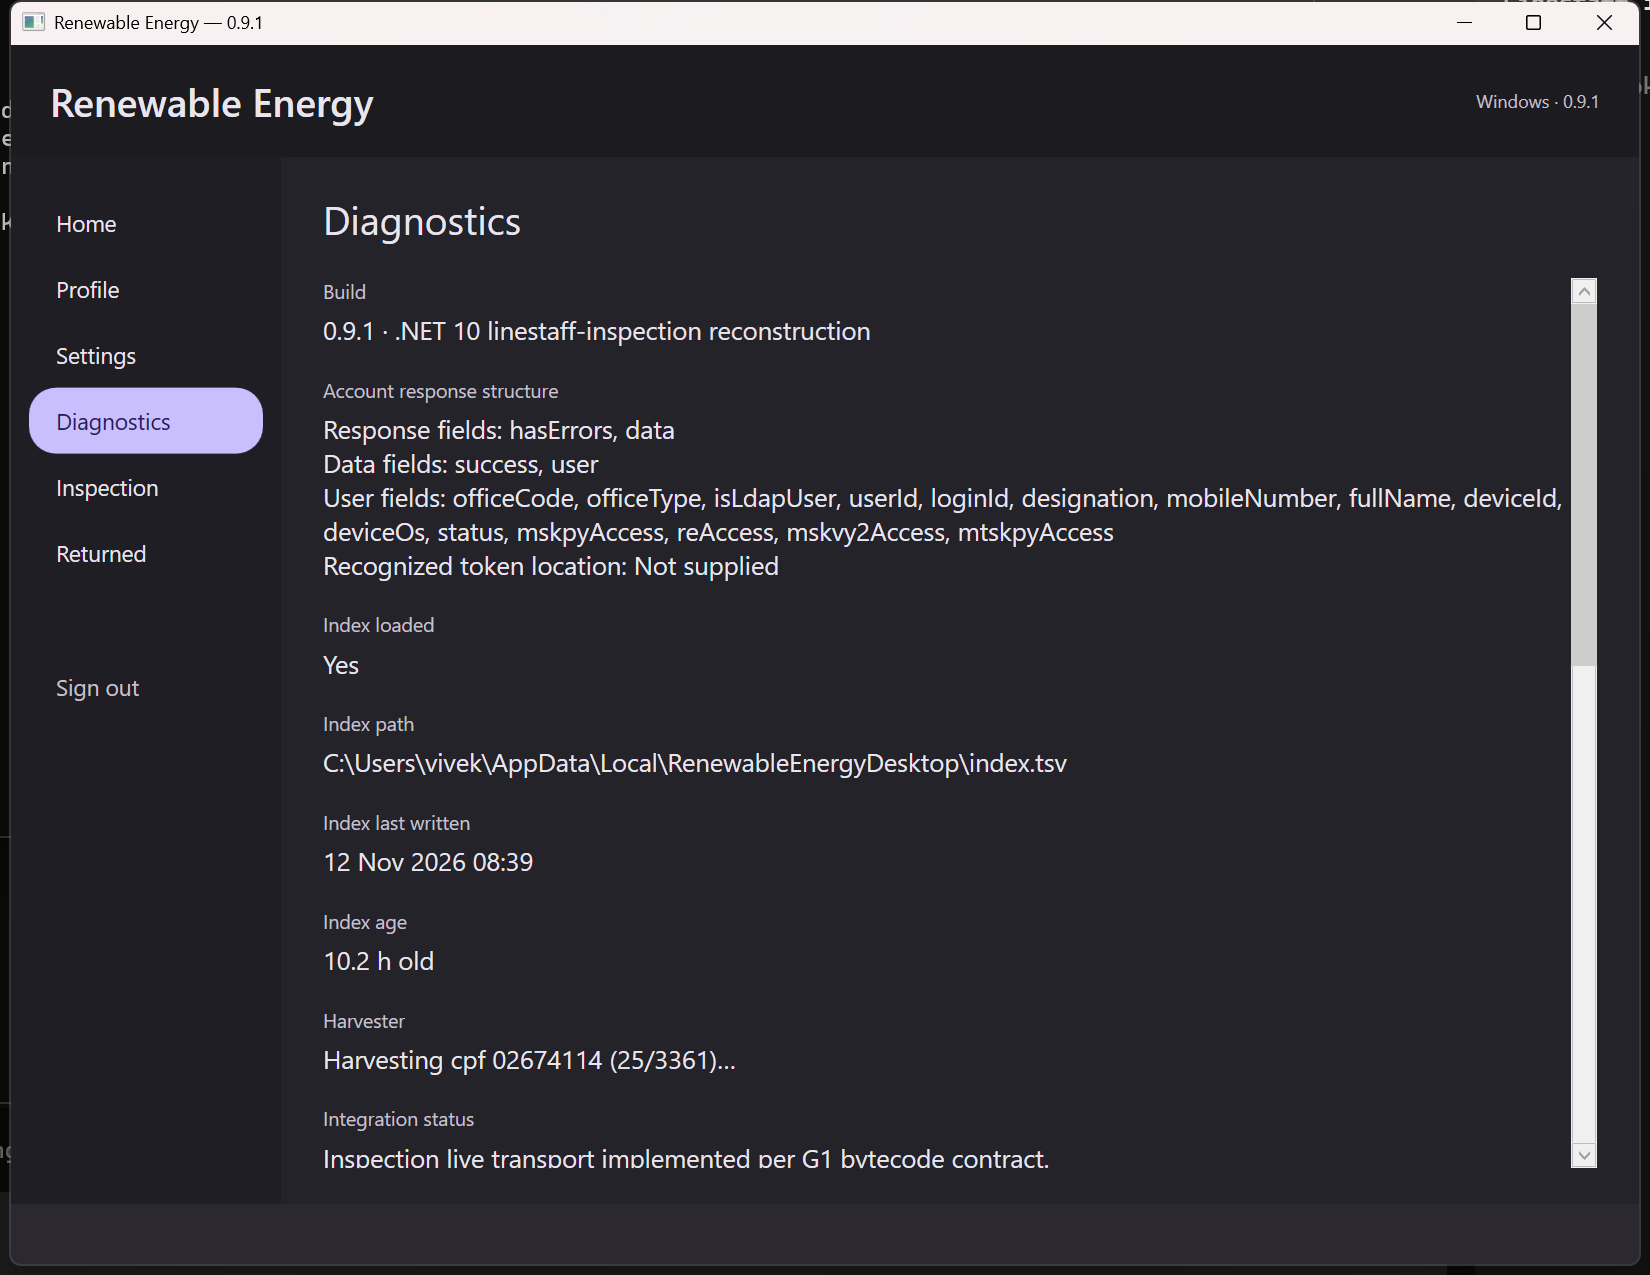 Renewable Energy — 0.9.1
Renewable Energy
Windows · 0.9.1
Home
Profile
Settings
Diagnostics
Inspection
Returned
Sign out
Diagnostics
Build
0.9.1 · .NET 10 linestaff-inspection reconstruction
Account response structure
Response fields: hasErrors, data
Data fields: success, user
User fields: officeCode, officeType, isLdapUser, userId, loginId, designation, mobileNumber, fullName, deviceId,
deviceOs, status, mskpyAccess, reAccess, mskvy2Access, mtskpyAccess
Recognized token location: Not supplied
Index loaded
Yes
Index path
C:\Users\vivek\AppData\Local\RenewableEnergyDesktop\index.tsv
Index last written
12 Nov 2026 08:39
Index age
10.2 h old
Harvester
Harvesting cpf 02674114 (25/3361)...
Integration status
Inspection live transport implemented per G1 bytecode contract.